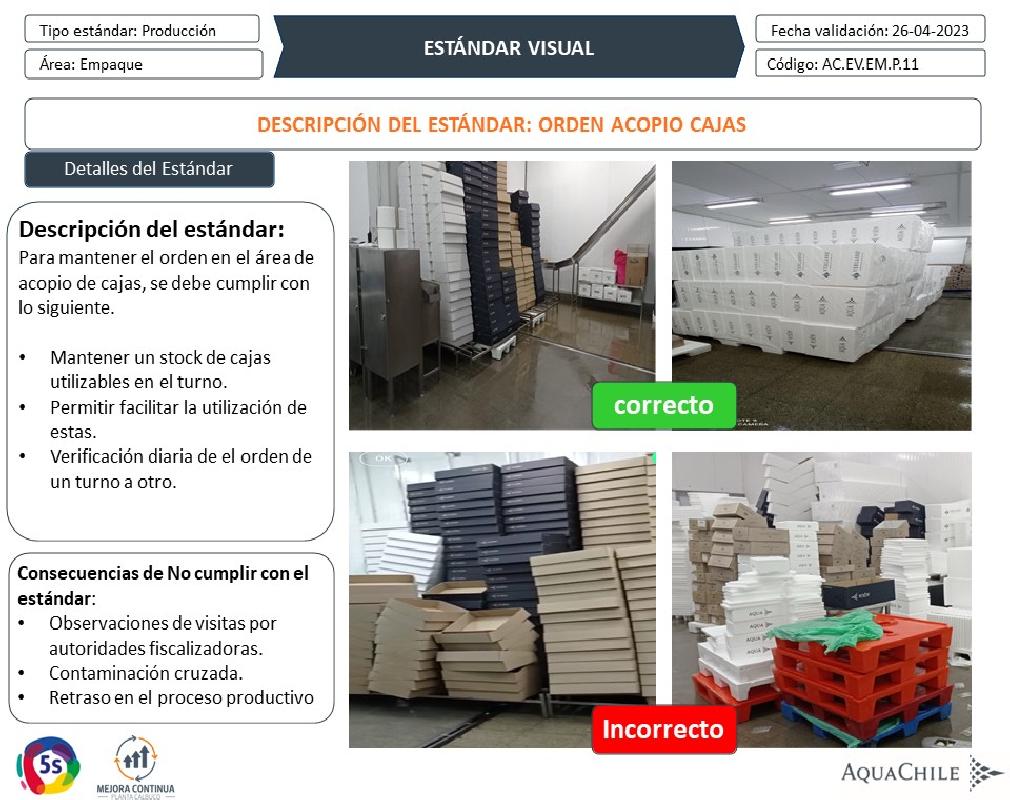 Tipo estándar: Producción
Área: Empaque
ESTÁNDAR VISUAL
Fecha validación: 26-04-2023
Código: AC.EV.EM.P.11
DESCRIPCIÓN DEL ESTÁNDAR: ORDEN ACOPIO CAJAS
Detalles del Estándar
Descripción del estándar:
Para mantener el orden en el área de
acopio de cajas, se debe cumplir con
lo siguiente.
• Mantener un stock de cajas
utilizables en el turno.
• Permitir facilitar la utilización de
estas.
• Verificación diaria de el orden de
un turno a otro.
Consecuencias de No cumplir con el
estándar:
• Observaciones de visitas por
autoridades fiscalizadoras.
• Contaminación cruzada.
• Retraso en el proceso productivo
correcto
OK
Incorrecto
5s
MEJORA CONTINUA
PLANTA CALBUCO
AQUACHILE